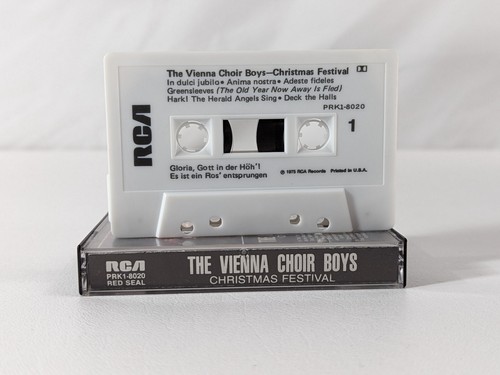 The Vienna Choir Boys—Christmas Festival
In dulci jubilo • Anima nostra • Adeste fideles
Greensleeves (The Old Year Now Away Is Fled)
Hark! The Herald Angels Sing • Deck the Halls
PRK1-8020
RCA
1
Gloria, Gott in der Höh'!
Es ist ein Ros' entsprungen
℗ 1973 RCA Records Printed in U.S.A.
RCA
PRK1-8020
RED SEAL
THE VIENNA CHOIR BOYS
CHRISTMAS FESTIVAL